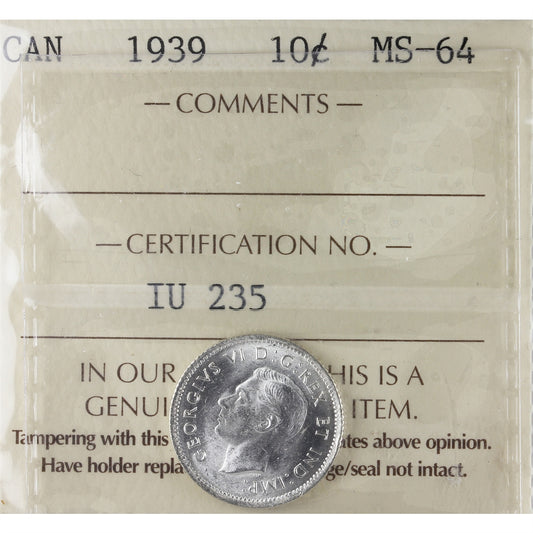 CAN 1939 10¢ MS-64
— COMMENTS —
— CERTIFICATION NO. —
IU 235
IN OUR HIS IS A
GENUI ITEM.
Tampering with this ates above opinion.
Have holder repla ge/seal not intact.
GEORGIVS VI D:G:REX ET IND:IMP: